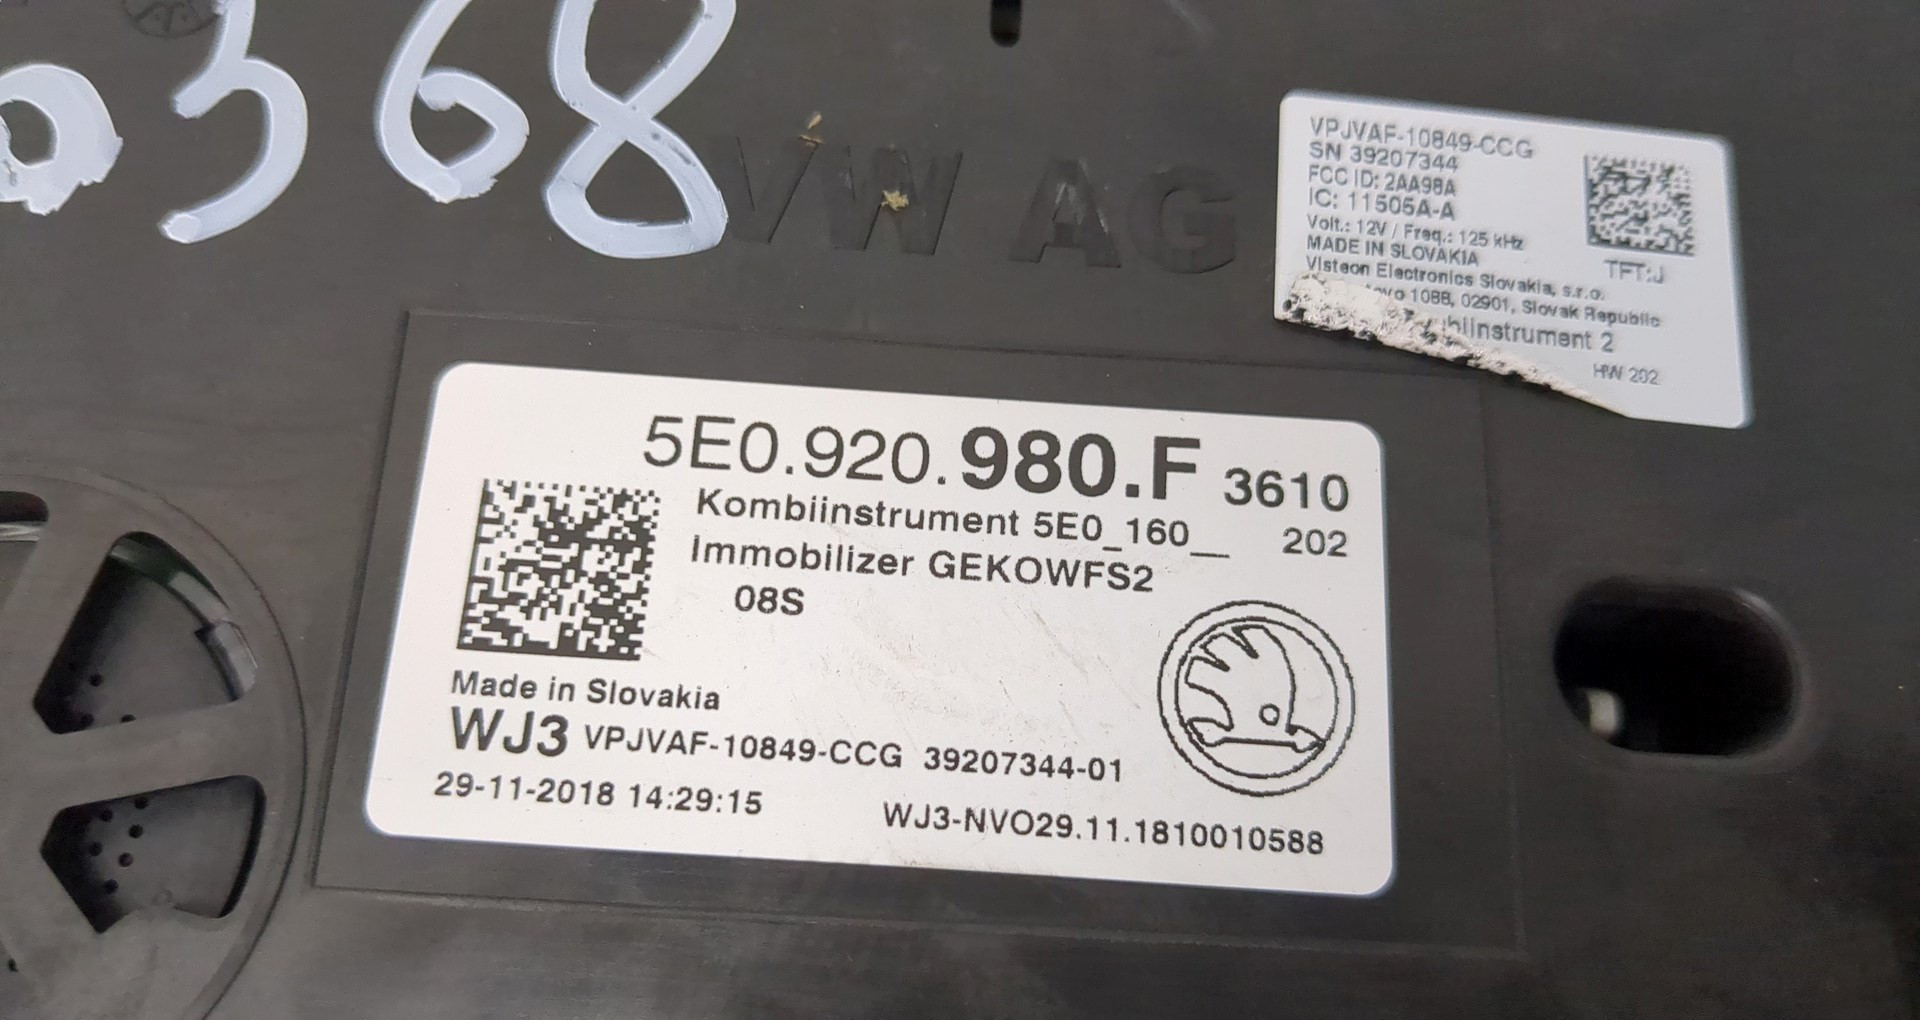 368
VW AG
VPJVAF-10849-CCG
SN 39207344
FCC ID: 2AA98A
IC: 11505A-A
Volt.: 12V / Freq.: 125 kHz
MADE IN SLOVAKIA
TFT:J
Visteon Electronics Slovakia, s.r.o.
1088, 02901, Slovak Republic
2
HW 202
5E0.920.980.F 3610
Kombiinstrument 5E0_160__ 202
Immobilizer GEKOWFS2
08S
Made in Slovakia
WJ3 VPJVAF-10849-CCG 39207344-01
29-11-2018 14:29:15
WJ3-NVO29.11.1810010588